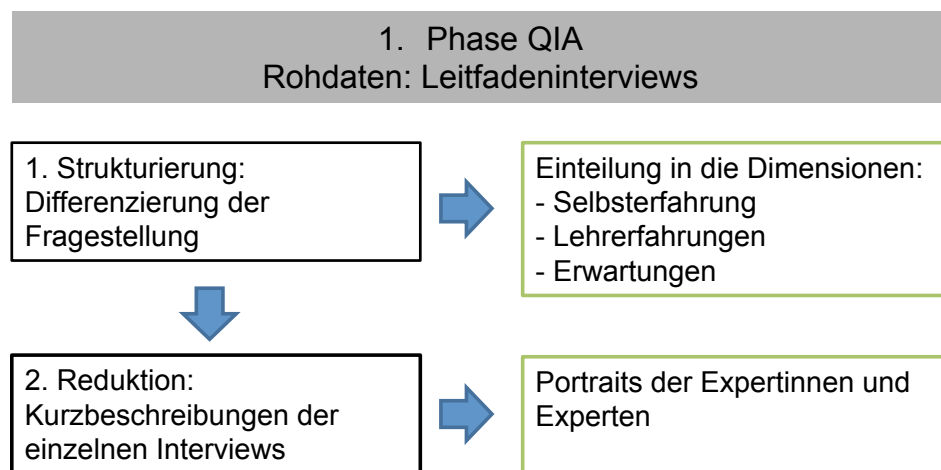 1. Phase QIA
Rohdaten: Leitfadeninterviews
1. Strukturierung:
Differenzierung der
Fragestellung
Einteilung in die Dimensionen:
- Selbsterfahrung
- Lehrerfahrungen
- Erwartungen
2. Reduktion:
Kurzbeschreibungen der
einzelnen Interviews
Portraits der Expertinnen und
Experten